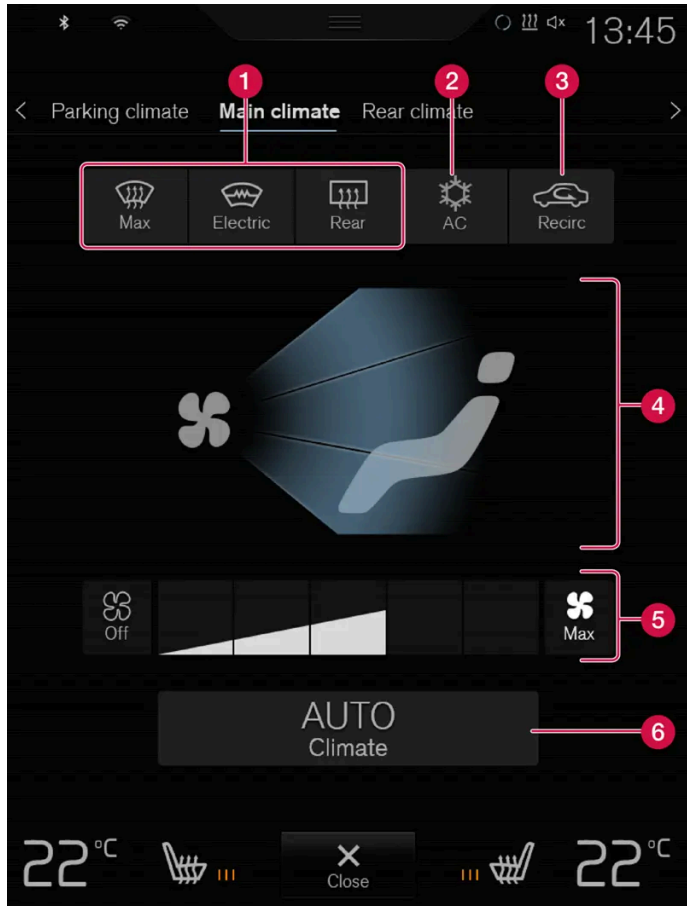 13:45
1 2 3
Parking climate Main climate Rear climate
Max Electric Rear AC Recirc
4
Off Max 5
AUTO
Climate
6
22°C 22°C
Close